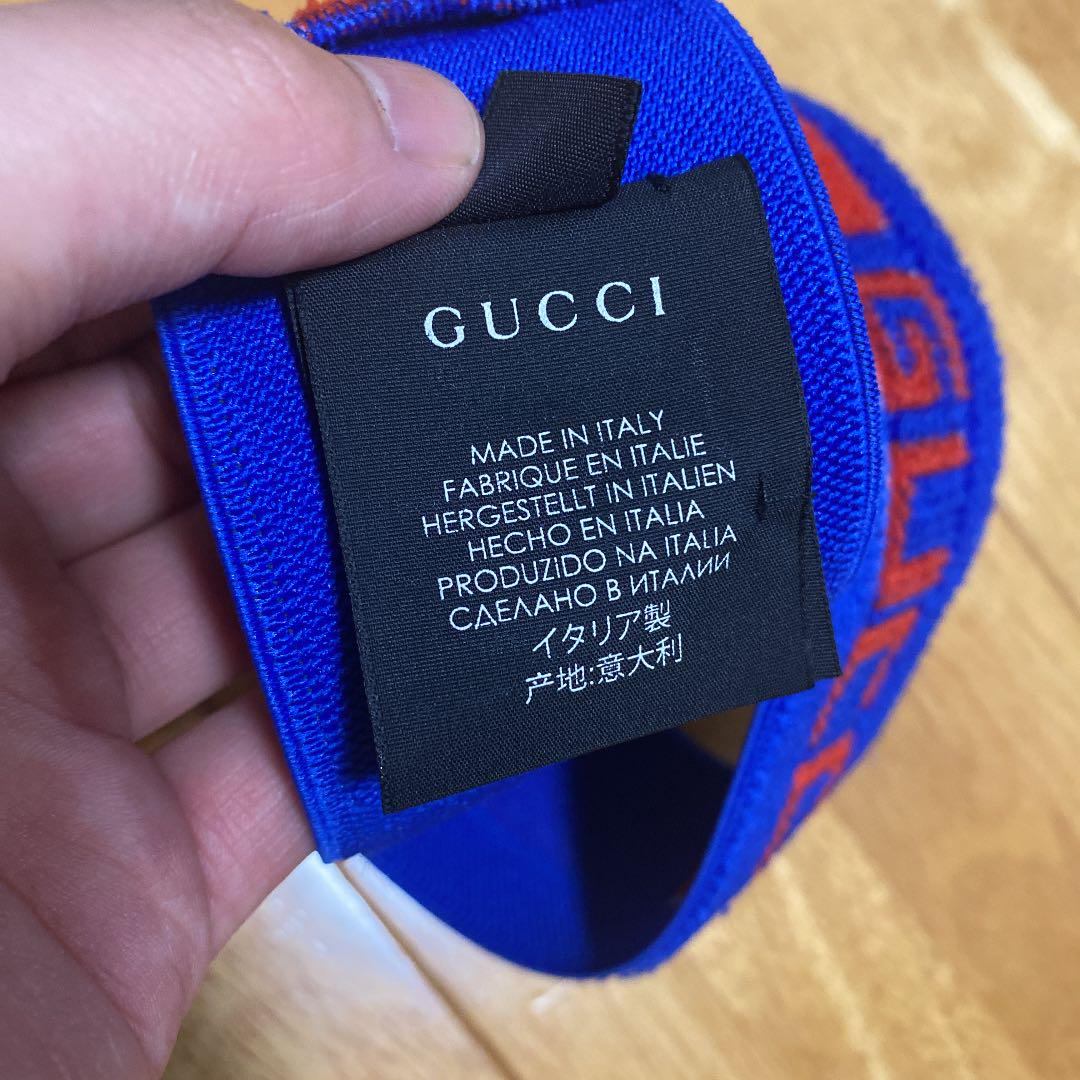 GUCCI
MADE IN ITALY
FABRIQUE EN ITALIE
HERGESTELLT IN ITALIEN
HECHO EN ITALIA
PRODUZIDO NA ITALIA
СДЕЛАНО В ИТАЛИИ
イタリア製
产地:意大利